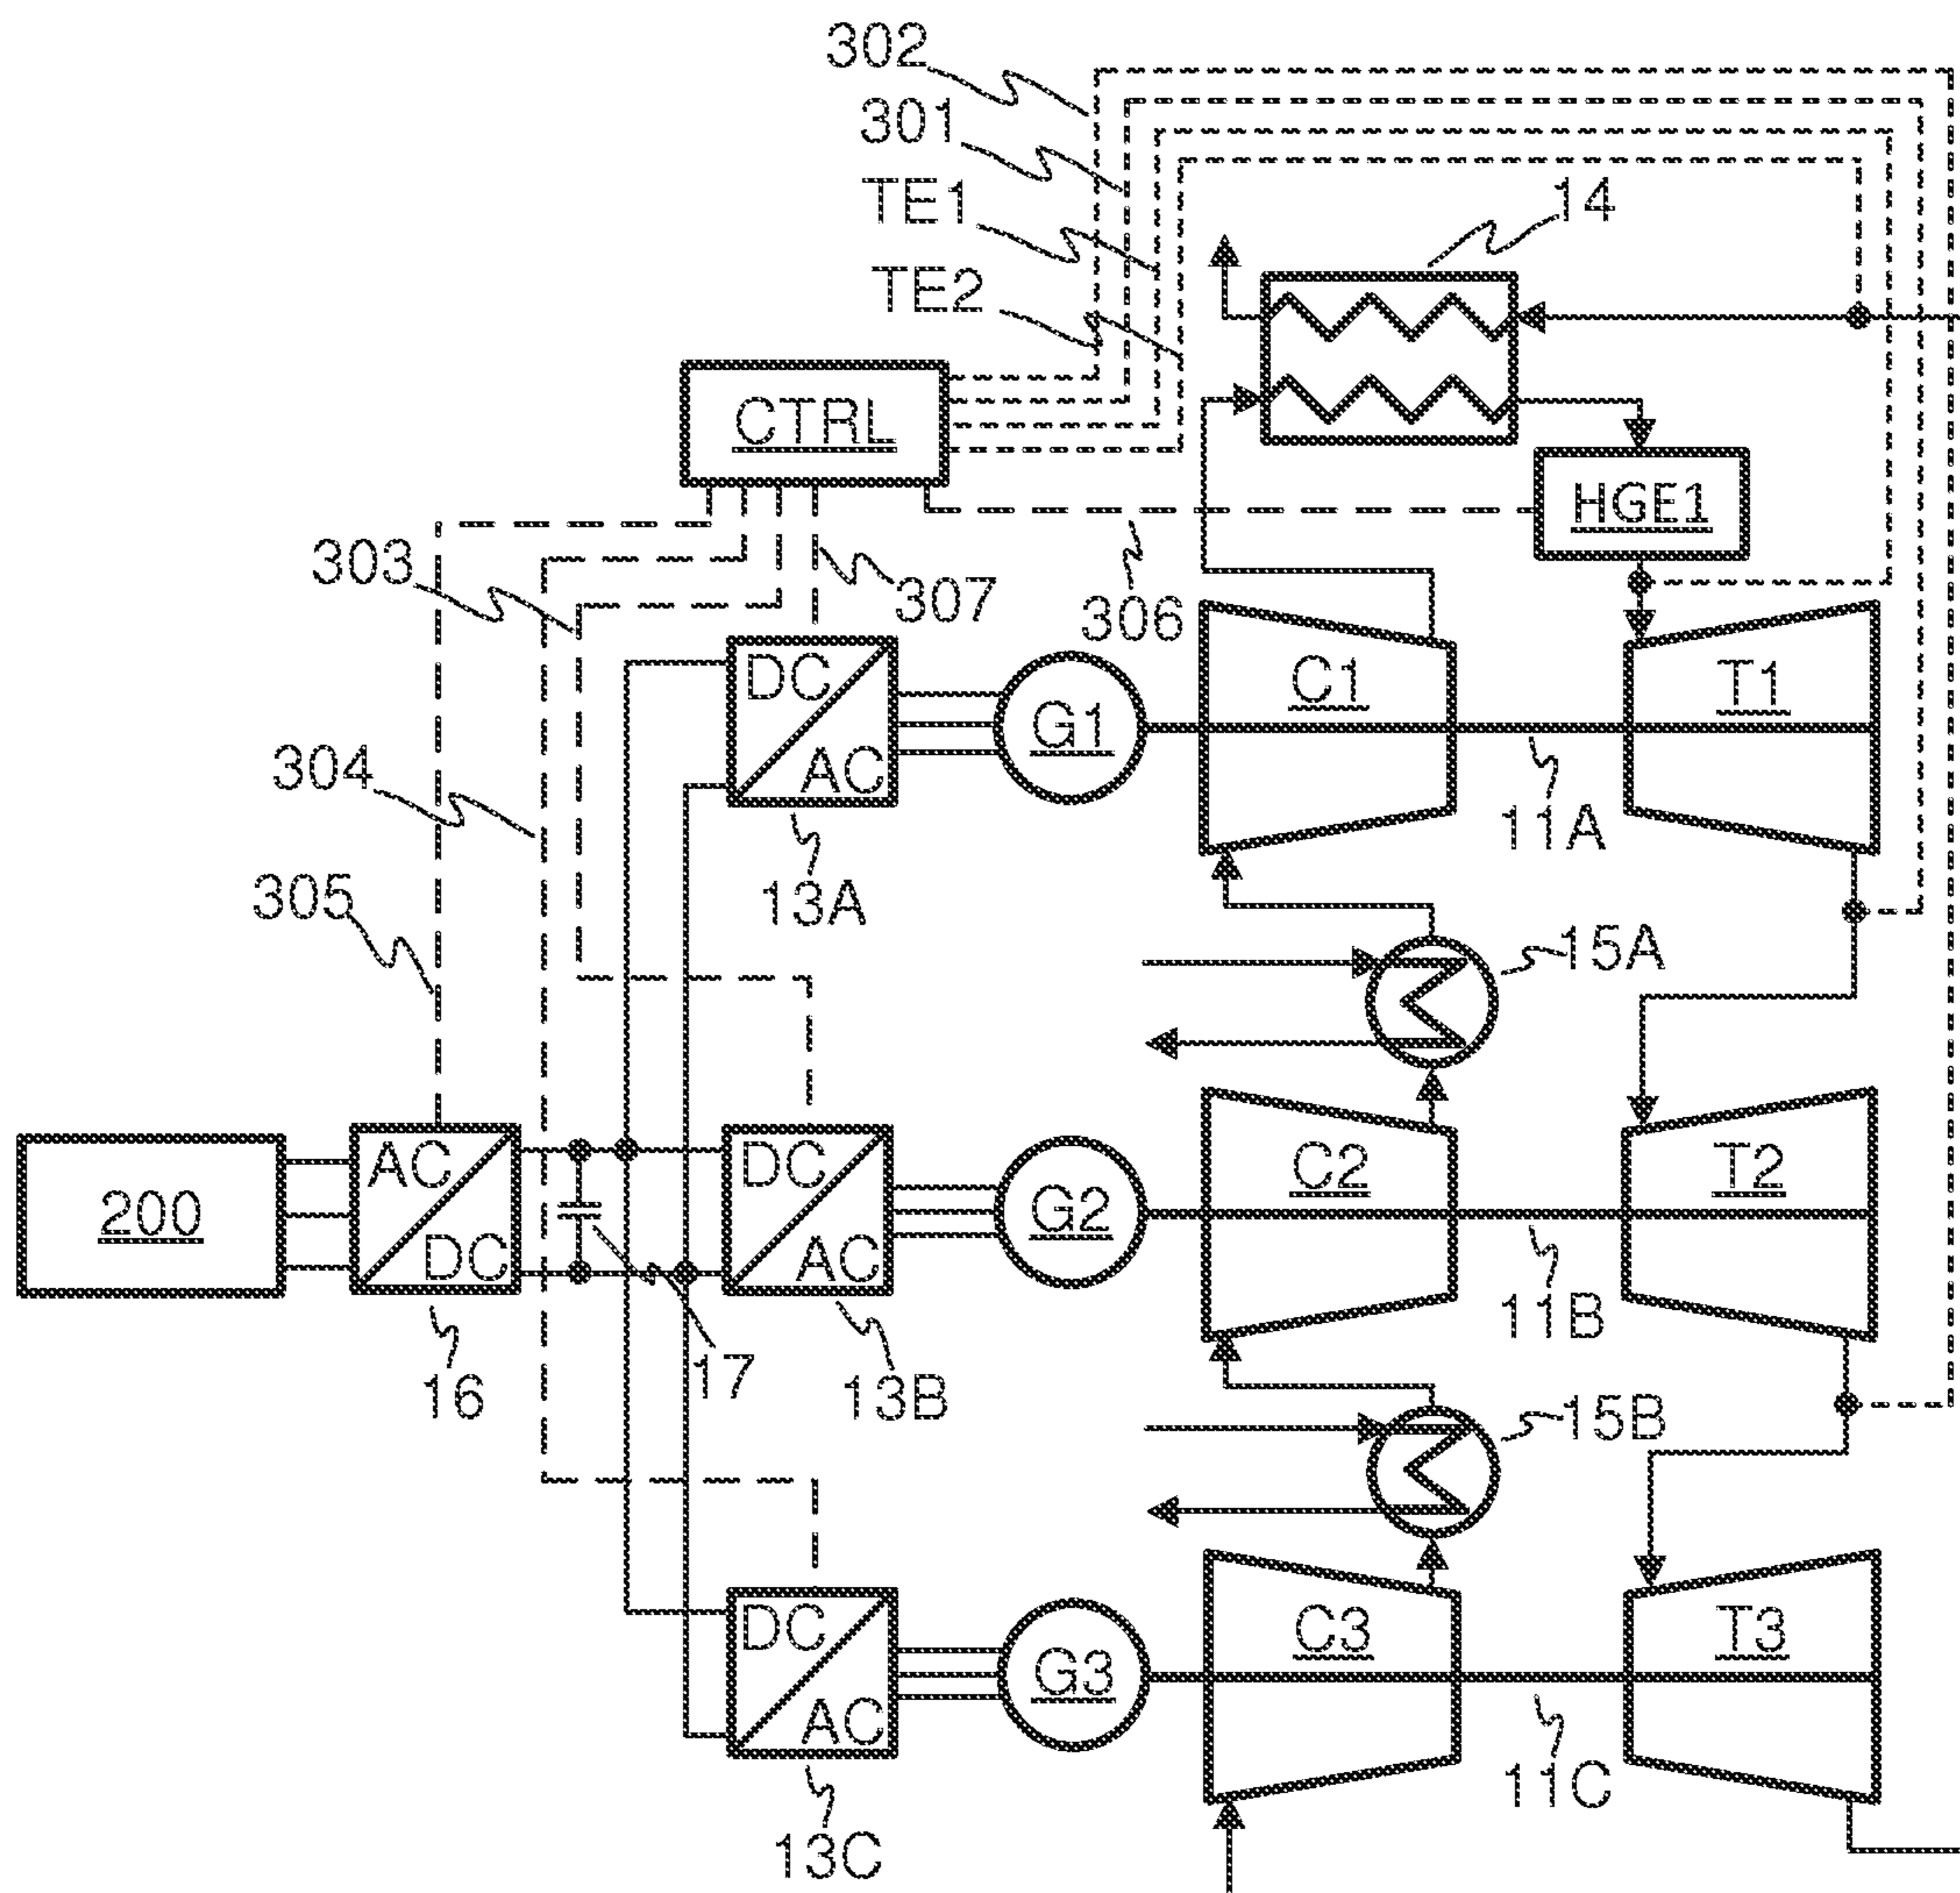 302
301
TE1
14
TE2
CTRL
HGE1
303
307
306
DC
AC
G1
C1
T1
304
11A
13A
305
15A
AC
DC
200
DC
AC
G2
C2
T2
11B
16
17
13B
15B
DC
AC
G3
C3
T3
11C
13C